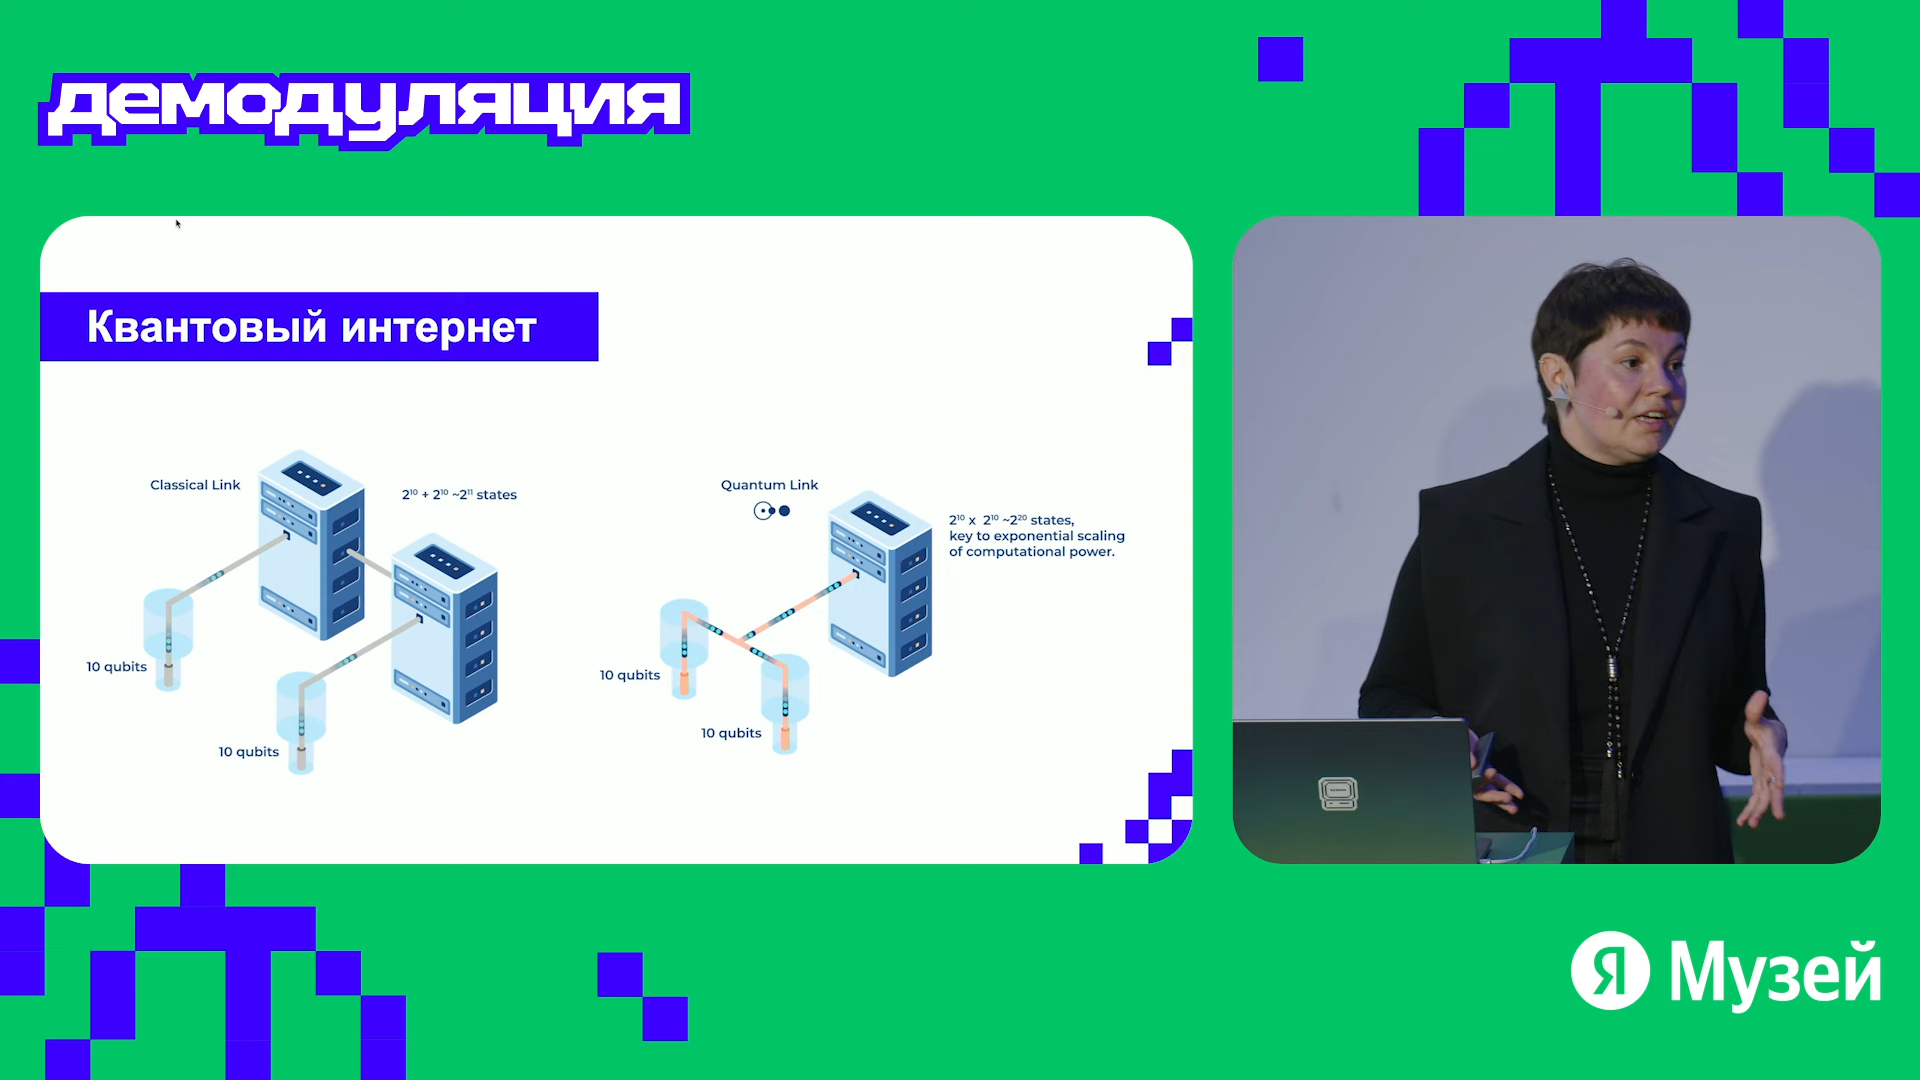 демодуляция
Квантовый интернет
Classical Link
2¹⁰ + 2¹⁰ ~2¹¹ states
10 qubits
10 qubits
Quantum Link
2¹⁰ x 2¹⁰ ~2²⁰ states,
key to exponential scaling
of computational power.
10 qubits
10 qubits
Я Музей